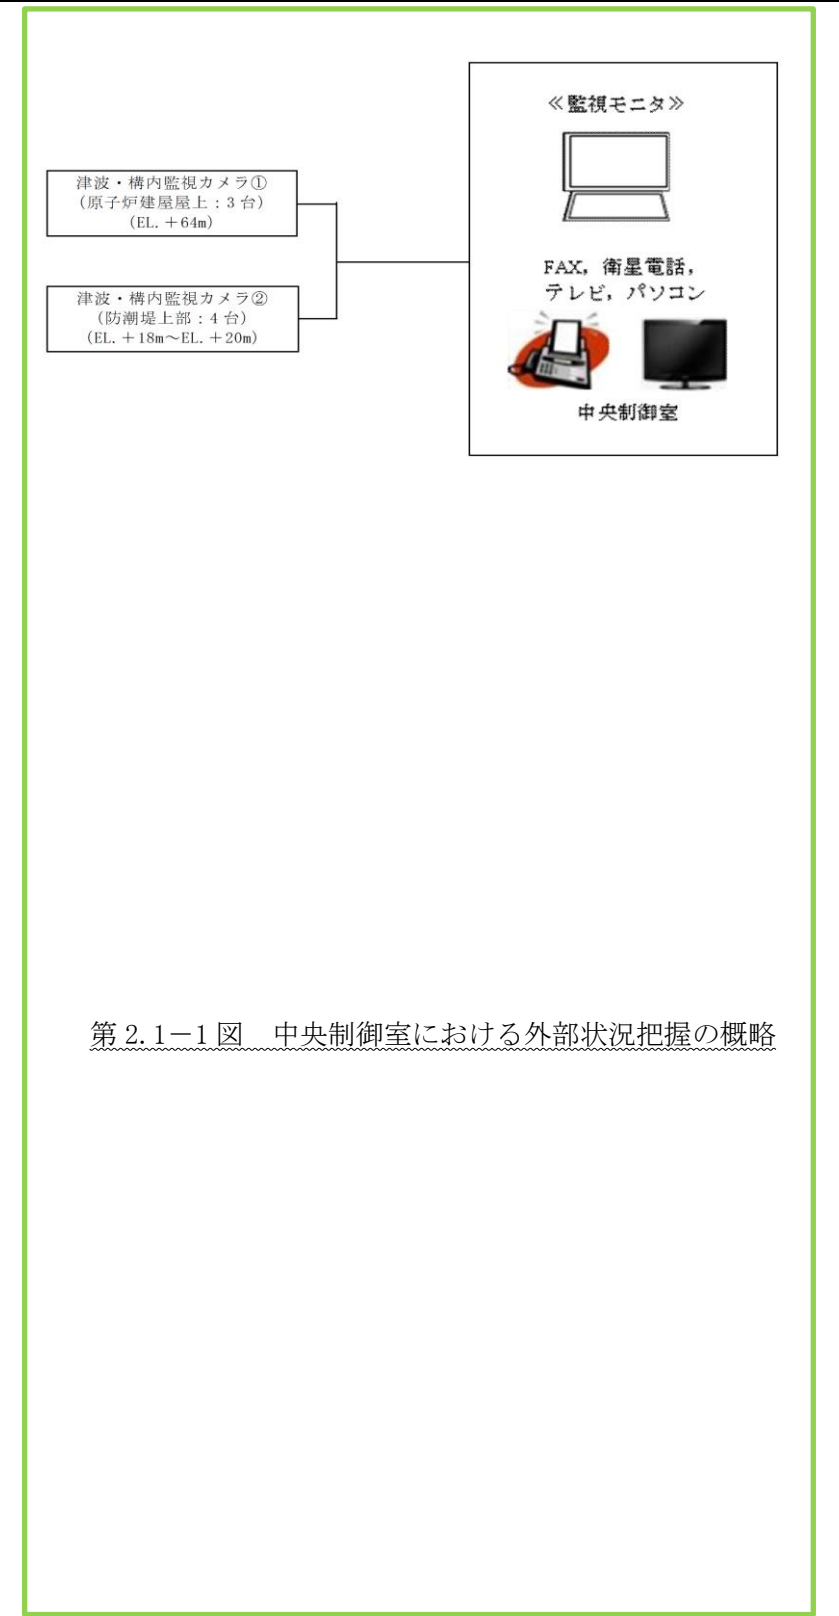 津波・構内監視カメラ①
（原子炉建屋屋上：3台）
（EL．＋64m）
津波・構内監視カメラ②
（防潮堤上部：4台）
（EL．＋18m～EL．＋20m）
≪監視モニタ≫
FAX，衛星電話，
テレビ，パソコン
中央制御室
第2.1－1図　中央制御室における外部状況把握の概略